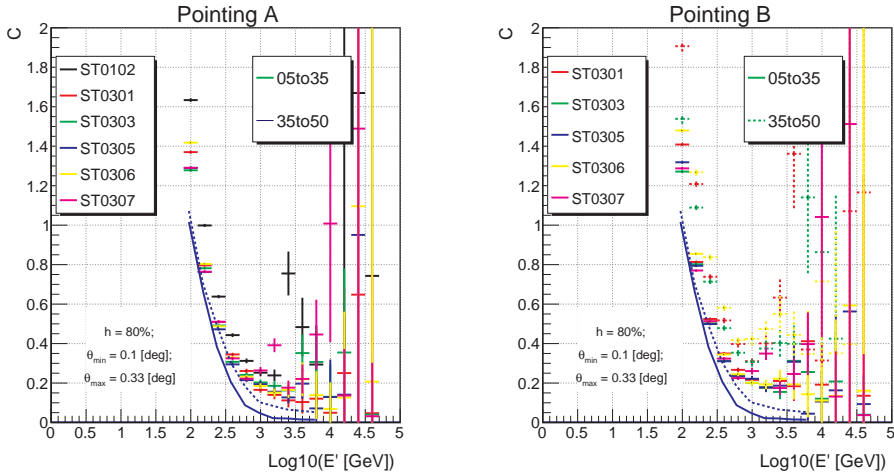 Pointing A
C
2
1.8
1.6
1.4
1.2
1
0.8
0.6
0.4
0.2
0
ST0102
ST0301
ST0303
ST0305
ST0306
ST0307
05to35
35to50
h = 80%;
θmin = 0.1 [deg];
θmax = 0.33 [deg]
0 0.5 1 1.5 2 2.5 3 3.5 4 4.5 5
Log10(E' [GeV])
Pointing B
C
2
1.8
1.6
1.4
1.2
1
0.8
0.6
0.4
0.2
0
ST0301
ST0303
ST0305
ST0306
ST0307
05to35
35to50
h = 80%;
θmin = 0.1 [deg];
θmax = 0.33 [deg]
0 0.5 1 1.5 2 2.5 3 3.5 4 4.5 5
Log10(E' [GeV])